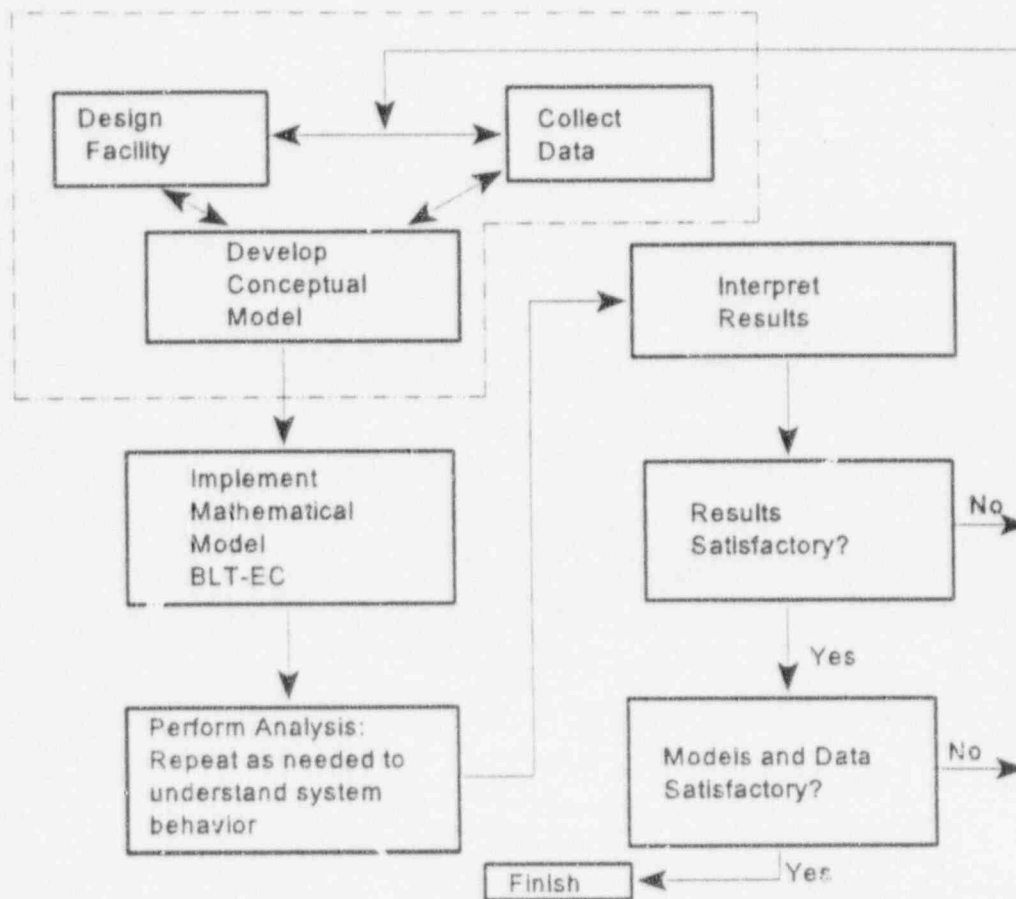 Design
Facility
Collect
Data
Develop
Conceptual
Model
Implement
Mathematical
Model
BLT-EC
Perform Analysis:
Repeat as needed to
understand system
behavior
Interpret
Results
Results
Satisfactory?
No
Yes
Models and Data
Satisfactory?
No
Yes
Finish